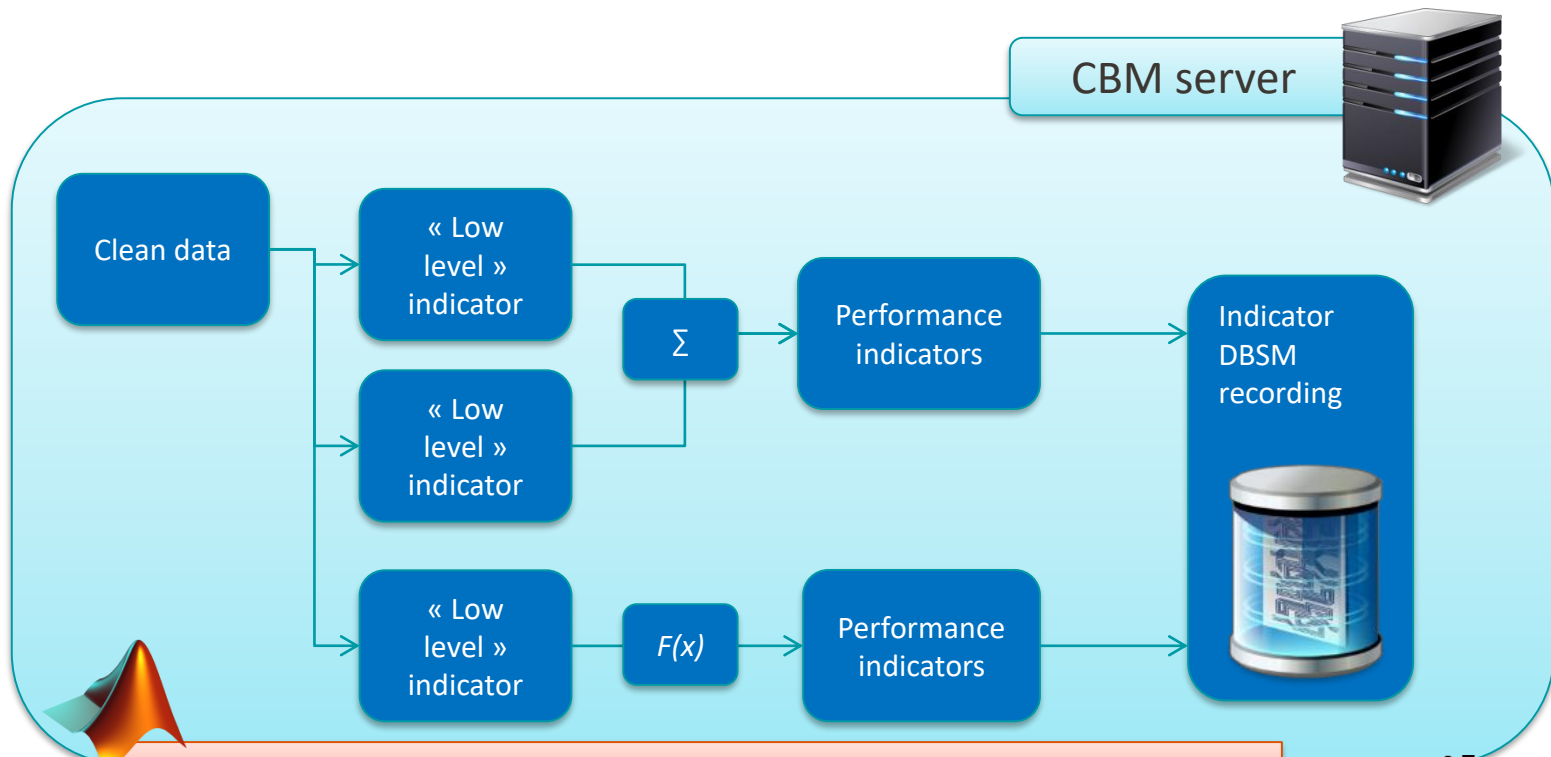 CBM server
Clean data
« Low
level »
indicator
« Low
level »
indicator
« Low
level »
indicator
∑
F(x)
Performance
indicators
Performance
indicators
Indicator
DBSM
recording